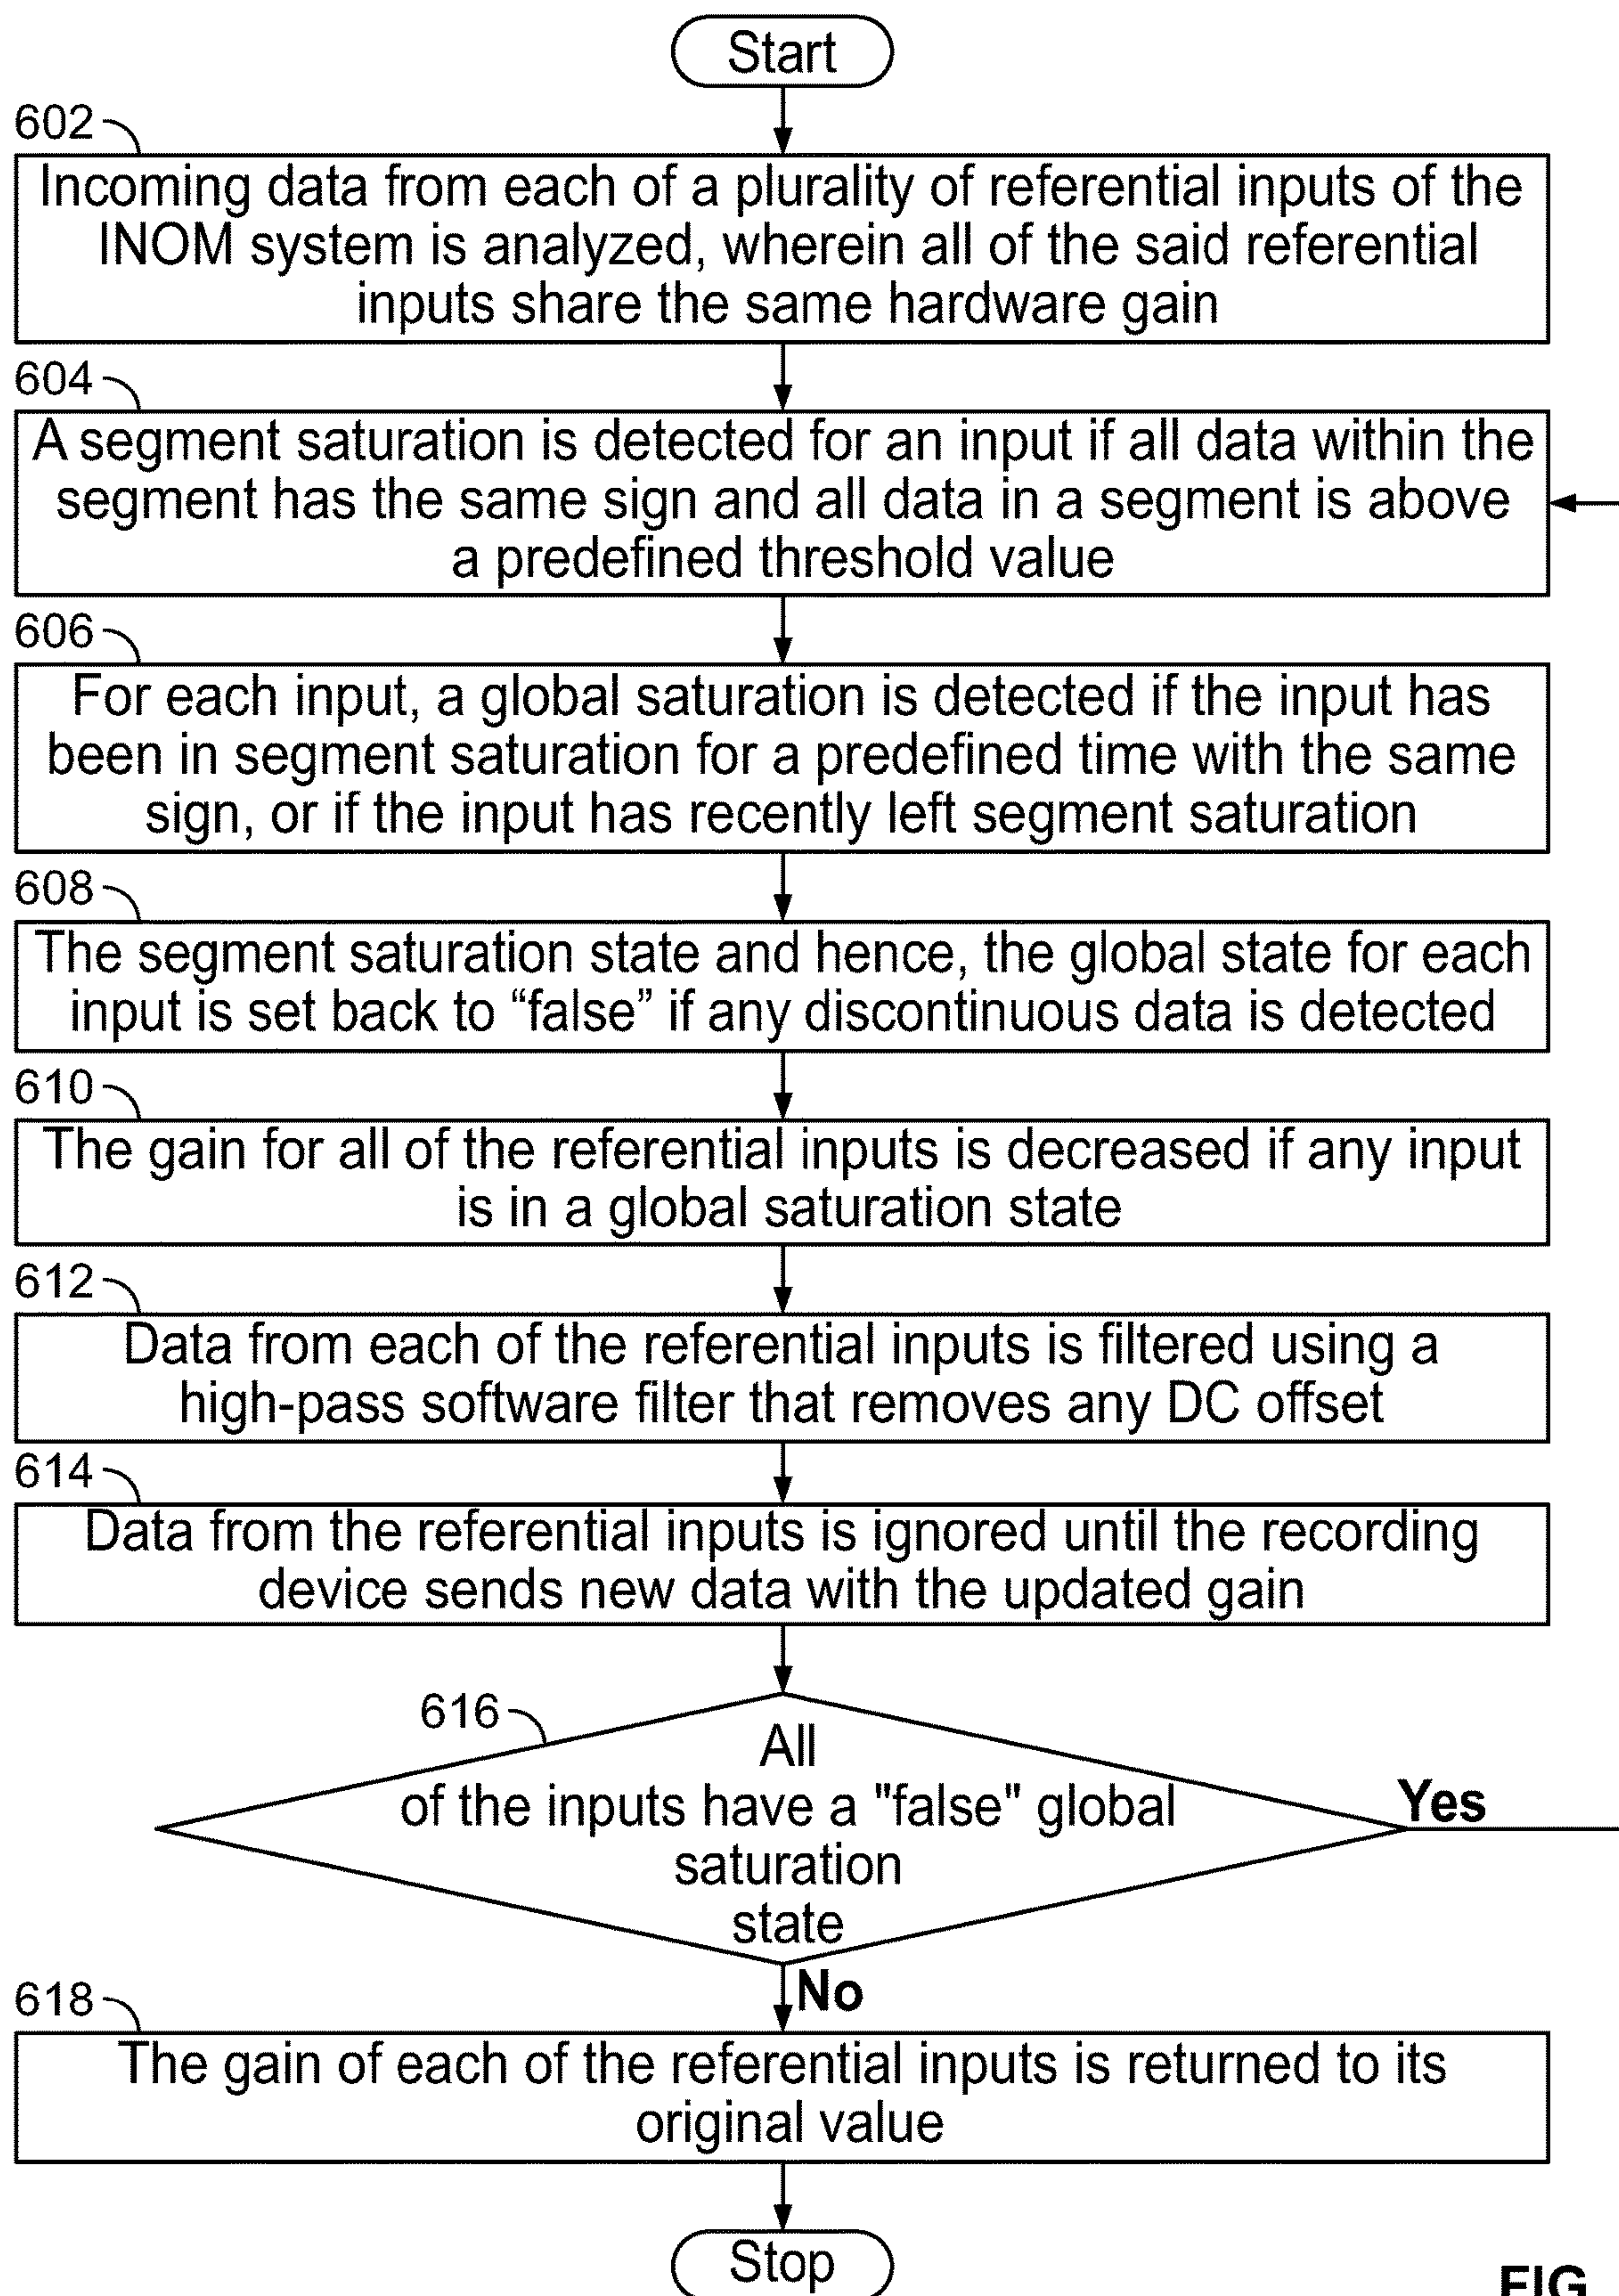 Start
602
Incoming data from each of a plurality of referential inputs of the
INOM system is analyzed, wherein all of the said referential
inputs share the same hardware gain
604
A segment saturation is detected for an input if all data within the
segment has the same sign and all data in a segment is above
a predefined threshold value
606
For each input, a global saturation is detected if the input has
been in segment saturation for a predefined time with the same
sign, or if the input has recently left segment saturation
608
The segment saturation state and hence, the global state for each
input is set back to “false” if any discontinuous data is detected
610
The gain for all of the referential inputs is decreased if any input
is in a global saturation state
612
Data from each of the referential inputs is filtered using a
high-pass software filter that removes any DC offset
614
Data from the referential inputs is ignored until the recording
device sends new data with the updated gain
616
All
of the inputs have a "false" global
saturation
state
Yes
No
618
The gain of each of the referential inputs is returned to its
original value
Stop
FIG